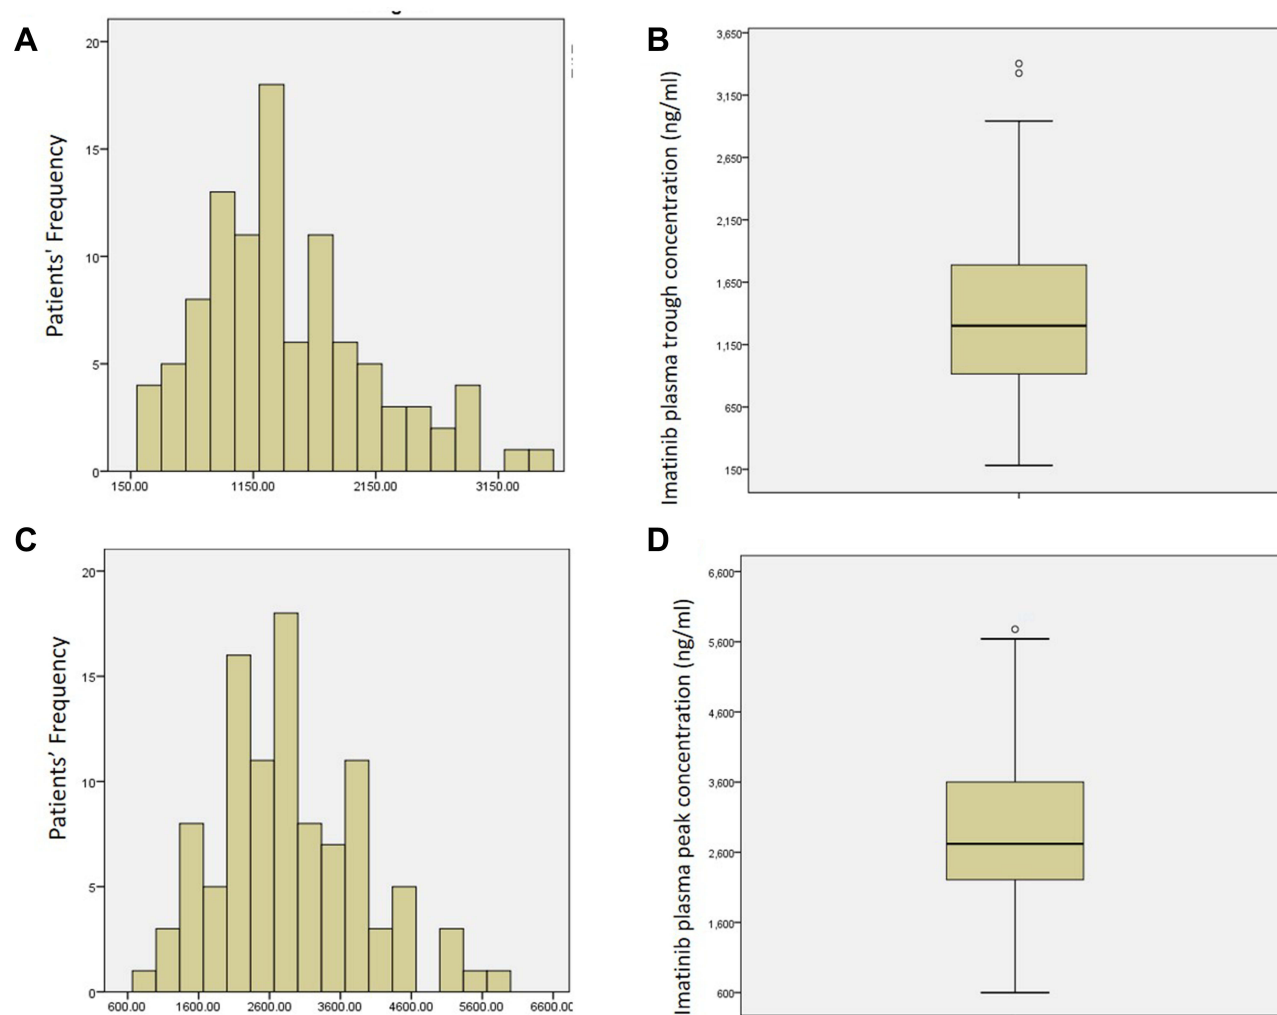 A
Patients' Frequency
20
15
10
5
0
150.00 1150.00 2150.00 3150.00
B
Imatinib plasma trough concentration (ng/ml)
3,650
3,150
2,650
2,150
1,650
1,150
650
150
C
Patients' Frequency
20
15
10
5
0
600.00 1600.00 2600.00 3600.00 4600.00 5600.00 6600.00
D
Imatinib plasma peak concentration (ng/ml)
6,600
5,600
4,600
3,600
2,600
1,600
600